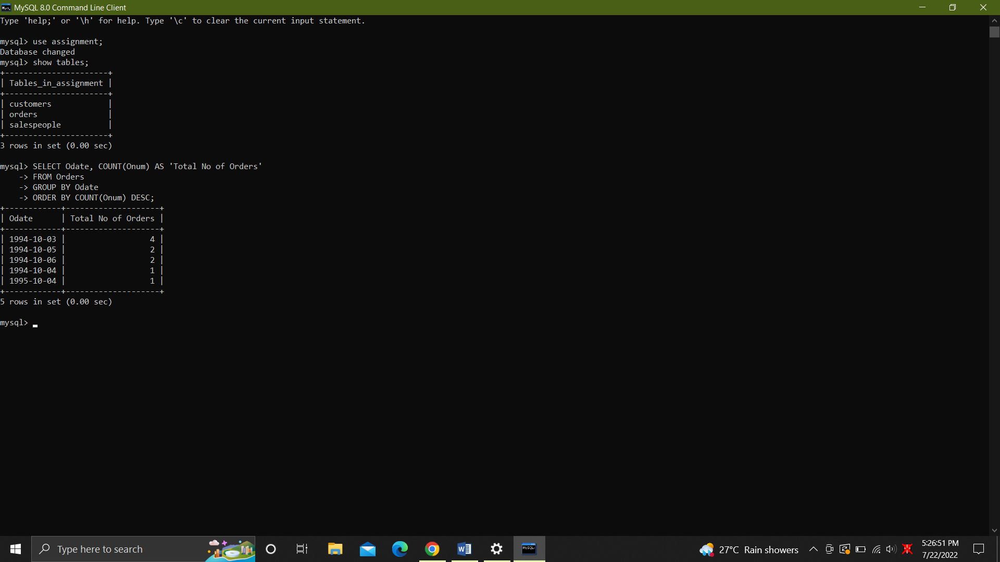 MySQL 8.0 Command Line Client
Type 'help;' or '\h' for help. Type '\c' to clear the current input statement.
mysql> use assignment;
Database changed
mysql> show tables;
+----------------------+
| Tables_in_assignment |
+----------------------+
| customers            |
| orders               |
| salespeople          |
+----------------------+
3 rows in set (0.00 sec)
mysql> SELECT Odate, COUNT(Onum) AS 'Total No of Orders'
    -> FROM Orders
    -> GROUP BY Odate
    -> ORDER BY COUNT(Onum) DESC;
+------------+--------------------+
| Odate      | Total No of Orders |
+------------+--------------------+
| 1994-10-03 |                  4 |
| 1994-10-05 |                  2 |
| 1994-10-06 |                  2 |
| 1994-10-04 |                  1 |
| 1995-10-04 |                  1 |
+------------+--------------------+
5 rows in set (0.00 sec)
mysql>
Type here to search
27°C Rain showers
5:26:51 PM
7/22/2022